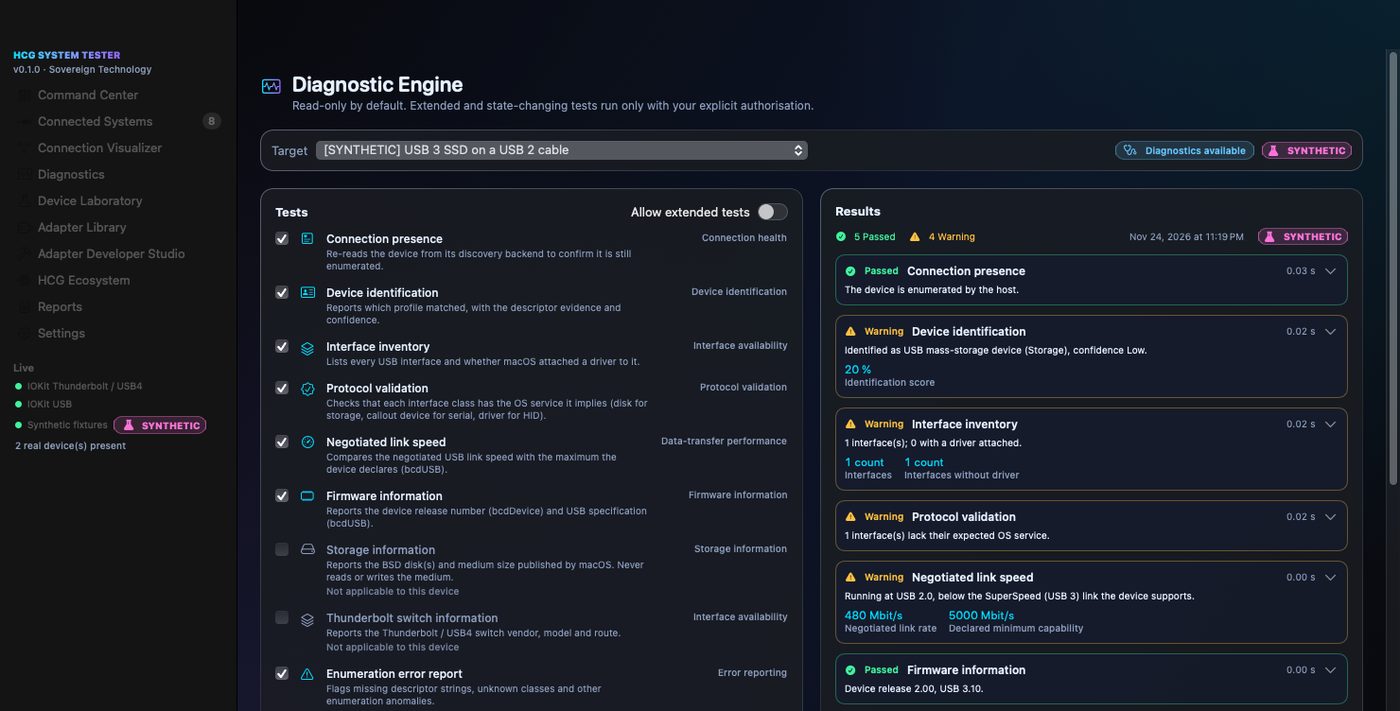 HCG SYSTEM TESTER
v0.1.0 · Sovereign Technology
Command Center
Connected Systems 8
Connection Visualizer
Diagnostics
Device Laboratory
Adapter Library
Adapter Developer Studio
HCG Ecosystem
Reports
Settings
Live
IOKit Thunderbolt / USB4
IOKit USB
Synthetic fixtures SYNTHETIC
2 real device(s) present
Diagnostic Engine
Read-only by default. Extended and state-changing tests run only with your explicit authorisation.
Target [SYNTHETIC] USB 3 SSD on a USB 2 cable Diagnostics available SYNTHETIC
Tests Allow extended tests
Connection presence Connection health
Re-reads the device from its discovery backend to confirm it is still
enumerated.
Device identification Device identification
Reports which profile matched, with the descriptor evidence and
confidence.
Interface inventory Interface availability
Lists every USB interface and whether macOS attached a driver to it.
Protocol validation Protocol validation
Checks that each interface class has the OS service it implies (disk for
storage, callout device for serial, driver for HID).
Negotiated link speed Data-transfer performance
Compares the negotiated USB link speed with the maximum the
device declares (bcdUSB).
Firmware information Firmware information
Reports the device release number (bcdDevice) and USB specification
(bcdUSB).
Storage information Storage information
Reports the BSD disk(s) and medium size published by macOS. Never
reads or writes the medium.
Not applicable to this device
Thunderbolt switch information Interface availability
Reports the Thunderbolt / USB4 switch vendor, model and route.
Not applicable to this device
Enumeration error report Error reporting
Flags missing descriptor strings, unknown classes and other
enumeration anomalies.
Results
5 Passed 4 Warning Nov 24, 2026 at 11:19 PM SYNTHETIC
Passed Connection presence 0.03 s
The device is enumerated by the host.
Warning Device identification 0.02 s
Identified as USB mass-storage device (Storage), confidence Low.
20 %
Identification score
Warning Interface inventory 0.02 s
1 interface(s); 0 with a driver attached.
1 count 1 count
Interfaces Interfaces without driver
Warning Protocol validation 0.02 s
1 interface(s) lack their expected OS service.
Warning Negotiated link speed 0.00 s
Running at USB 2.0, below the SuperSpeed (USB 3) link the device supports.
480 Mbit/s 5000 Mbit/s
Negotiated link rate Declared minimum capability
Passed Firmware information 0.00 s
Device release 2.00, USB 3.10.